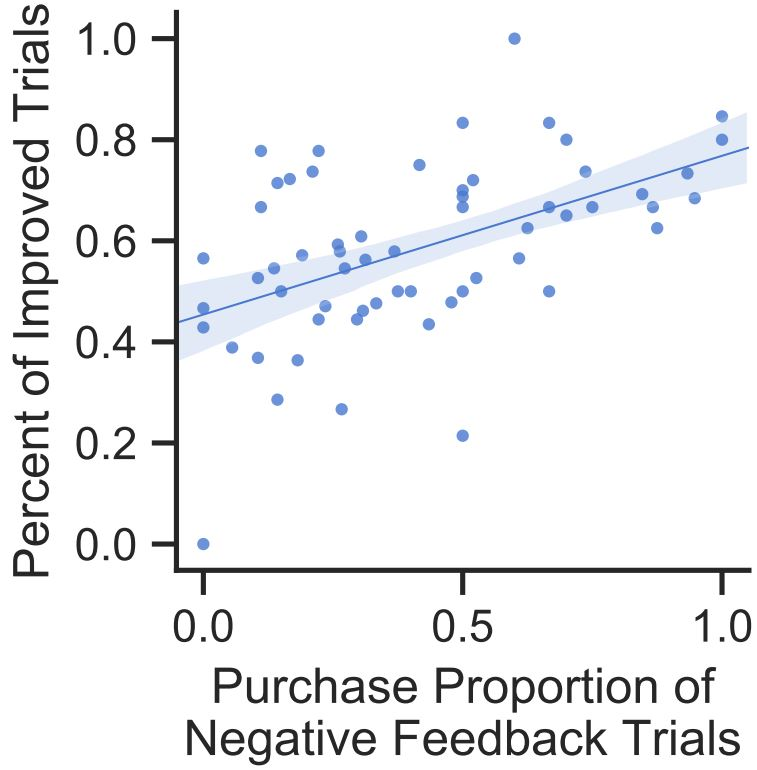 Percent of Improved Trials
1.0
0.8
0.6
0.4
0.2
0.0
0.0 0.5 1.0
Purchase Proportion of
Negative Feedback Trials